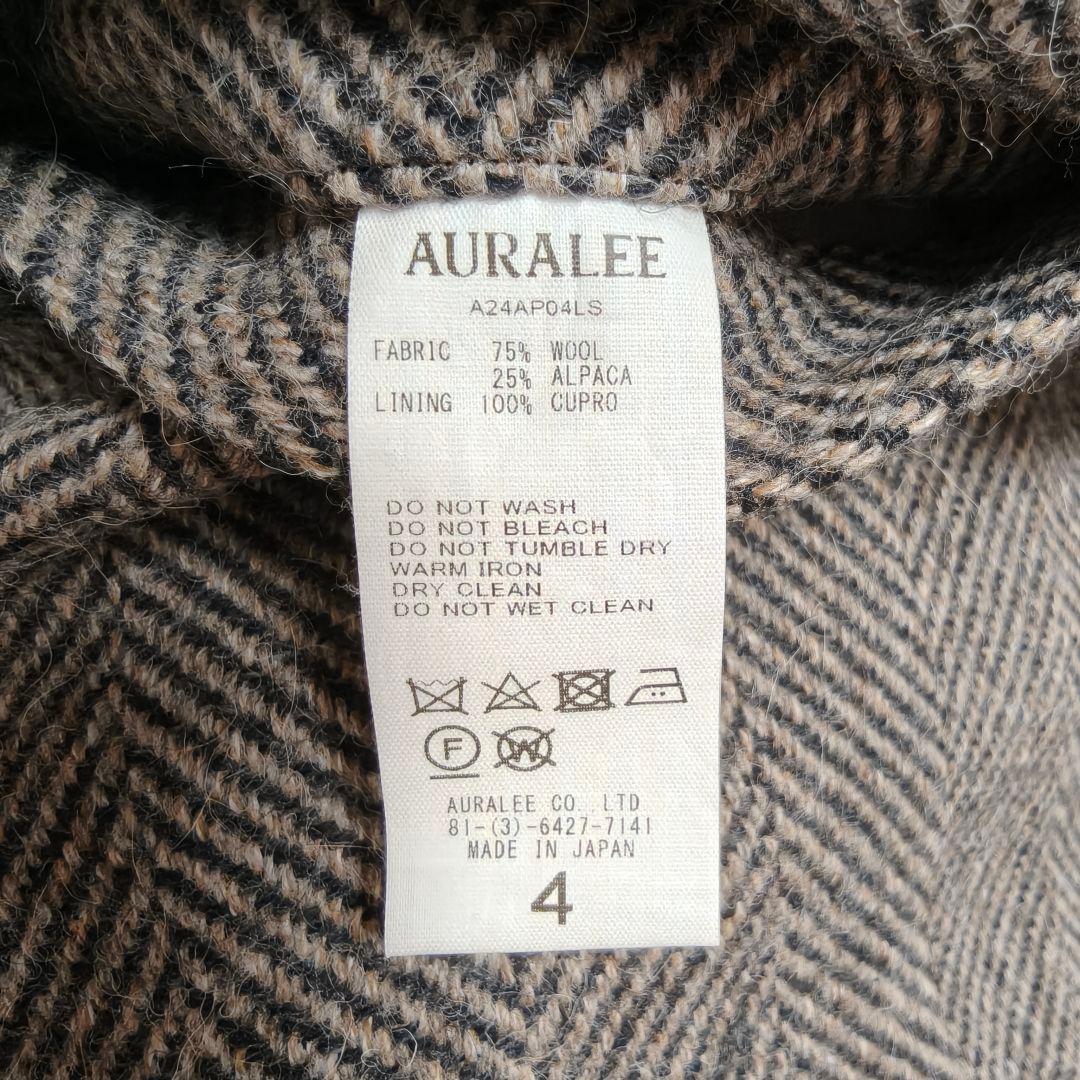 AURALEE
A24AP04LS
FABRIC 75% WOOL
25% ALPACA
LINING 100% CUPRO
DO NOT WASH
DO NOT BLEACH
DO NOT TUMBLE DRY
WARM IRON
DRY CLEAN
DO NOT WET CLEAN
F W
AURALEE CO.,LTD
81-(3)-6427-7141
MADE IN JAPAN
4